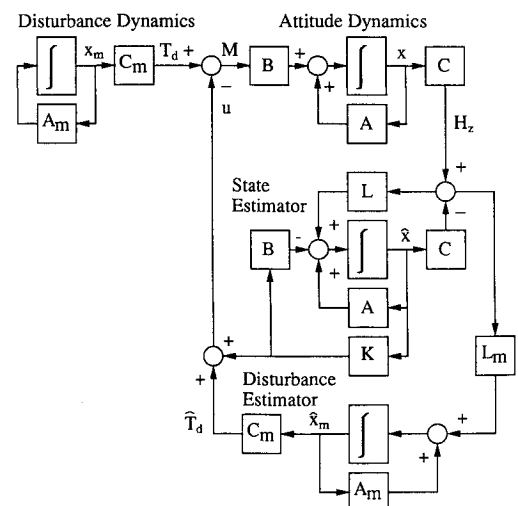 Disturbance Dynamics
Attitude Dynamics
∫
x_m
C_m
T_d
+
M
−
u
B
+
+
∫
x
C
A_m
A
H_z
+
−
State
Estimator
L
B
-
+
+
∫
x̂
C
A
K
L_m
+
+
Disturbance
Estimator
T̂_d
C_m
x̂_m
∫
+
+
A_m